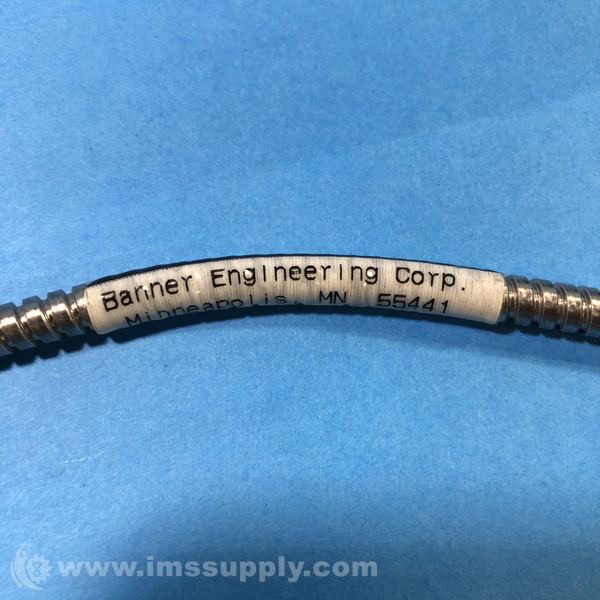 Banner Engineering Corp.
Minneapolis, MN 55441
www.imssupply.com